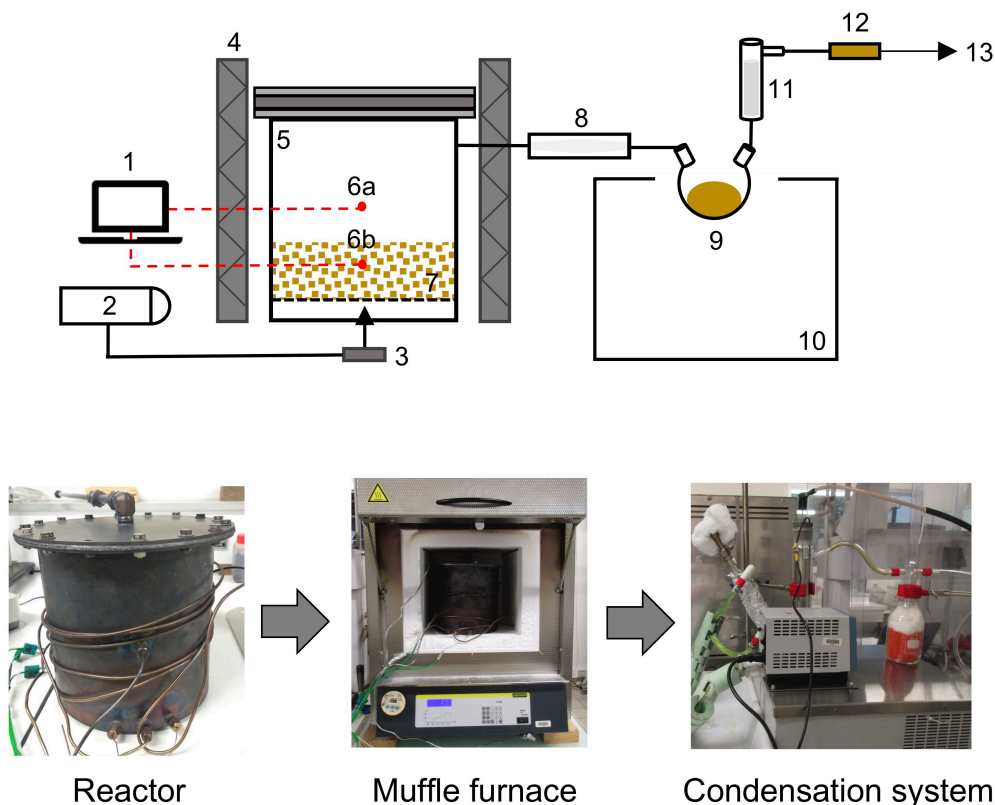 12
4
13
11
8
5
1
6a
6b
9
7
2
10
3
Reactor
Muffle furnace
Condensation system